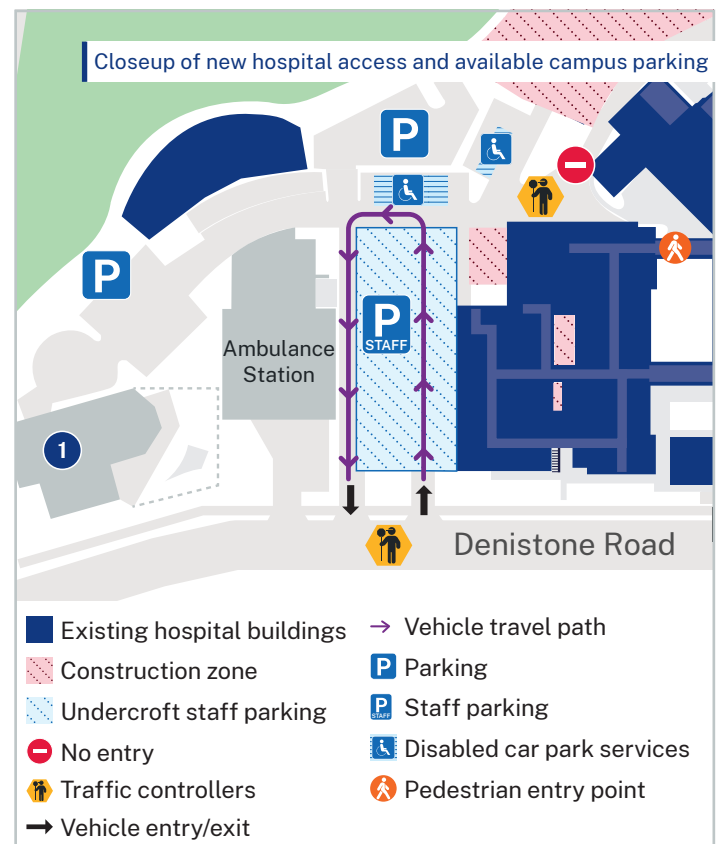 Closeup of new hospital access and available campus parking
P
P
P
STAFF
Ambulance
Station
1
Denistone Road
Existing hospital buildings
Construction zone
Undercroft staff parking
No entry
Traffic controllers
Vehicle entry/exit
Vehicle travel path
P Parking
P STAFF Staff parking
Disabled car park services
Pedestrian entry point